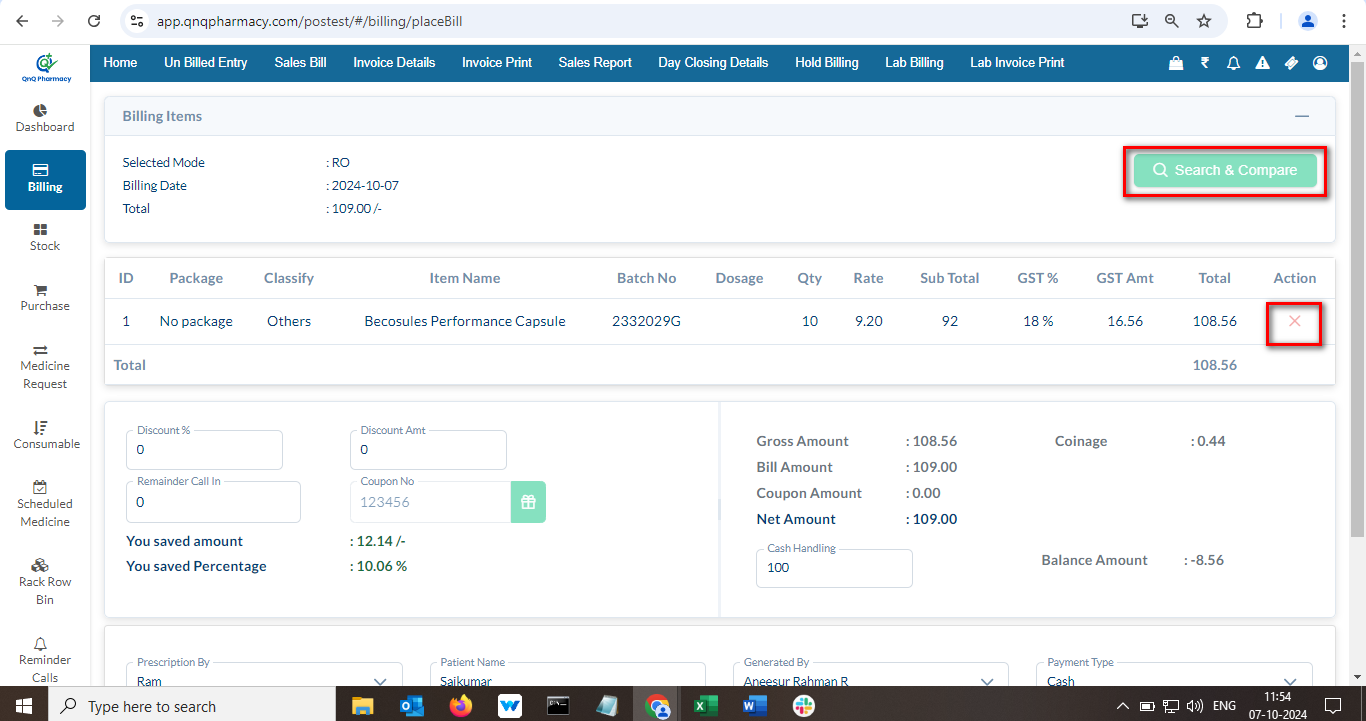 app.qnqpharmacy.com/postest/#/billing/placeBill
QnQ Pharmacy
Home Un Billed Entry Sales Bill Invoice Details Invoice Print Sales Report Day Closing Details Hold Billing Lab Billing Lab Invoice Print
Dashboard
Billing
Stock
Purchase
Medicine
Request
Consumable
Scheduled
Medicine
Rack Row
Bin
Reminder
Calls
Billing Items
Selected Mode : RO
Search & Compare
Billing Date : 2024-10-07
Total : 109.00 /-
ID Package Classify Item Name Batch No Dosage Qty Rate Sub Total GST % GST Amt Total Action
1 No package Others Becosules Performance Capsule 2332029G 10 9.20 92 18 % 16.56 108.56
Total 108.56
Discount % Discount Amt
0 0
Remainder Call In Coupon No
0 123456
You saved amount : 12.14 /-
You saved Percentage : 10.06 %
Gross Amount : 108.56 Coinage : 0.44
Bill Amount : 109.00
Coupon Amount : 0.00
Net Amount : 109.00
Cash Handling
100
Balance Amount : -8.56
Prescription By Patient Name Generated By Payment Type
Ram Saikumar Aneesur Rahman R Cash
Type here to search
ENG
11:54
07-10-2024